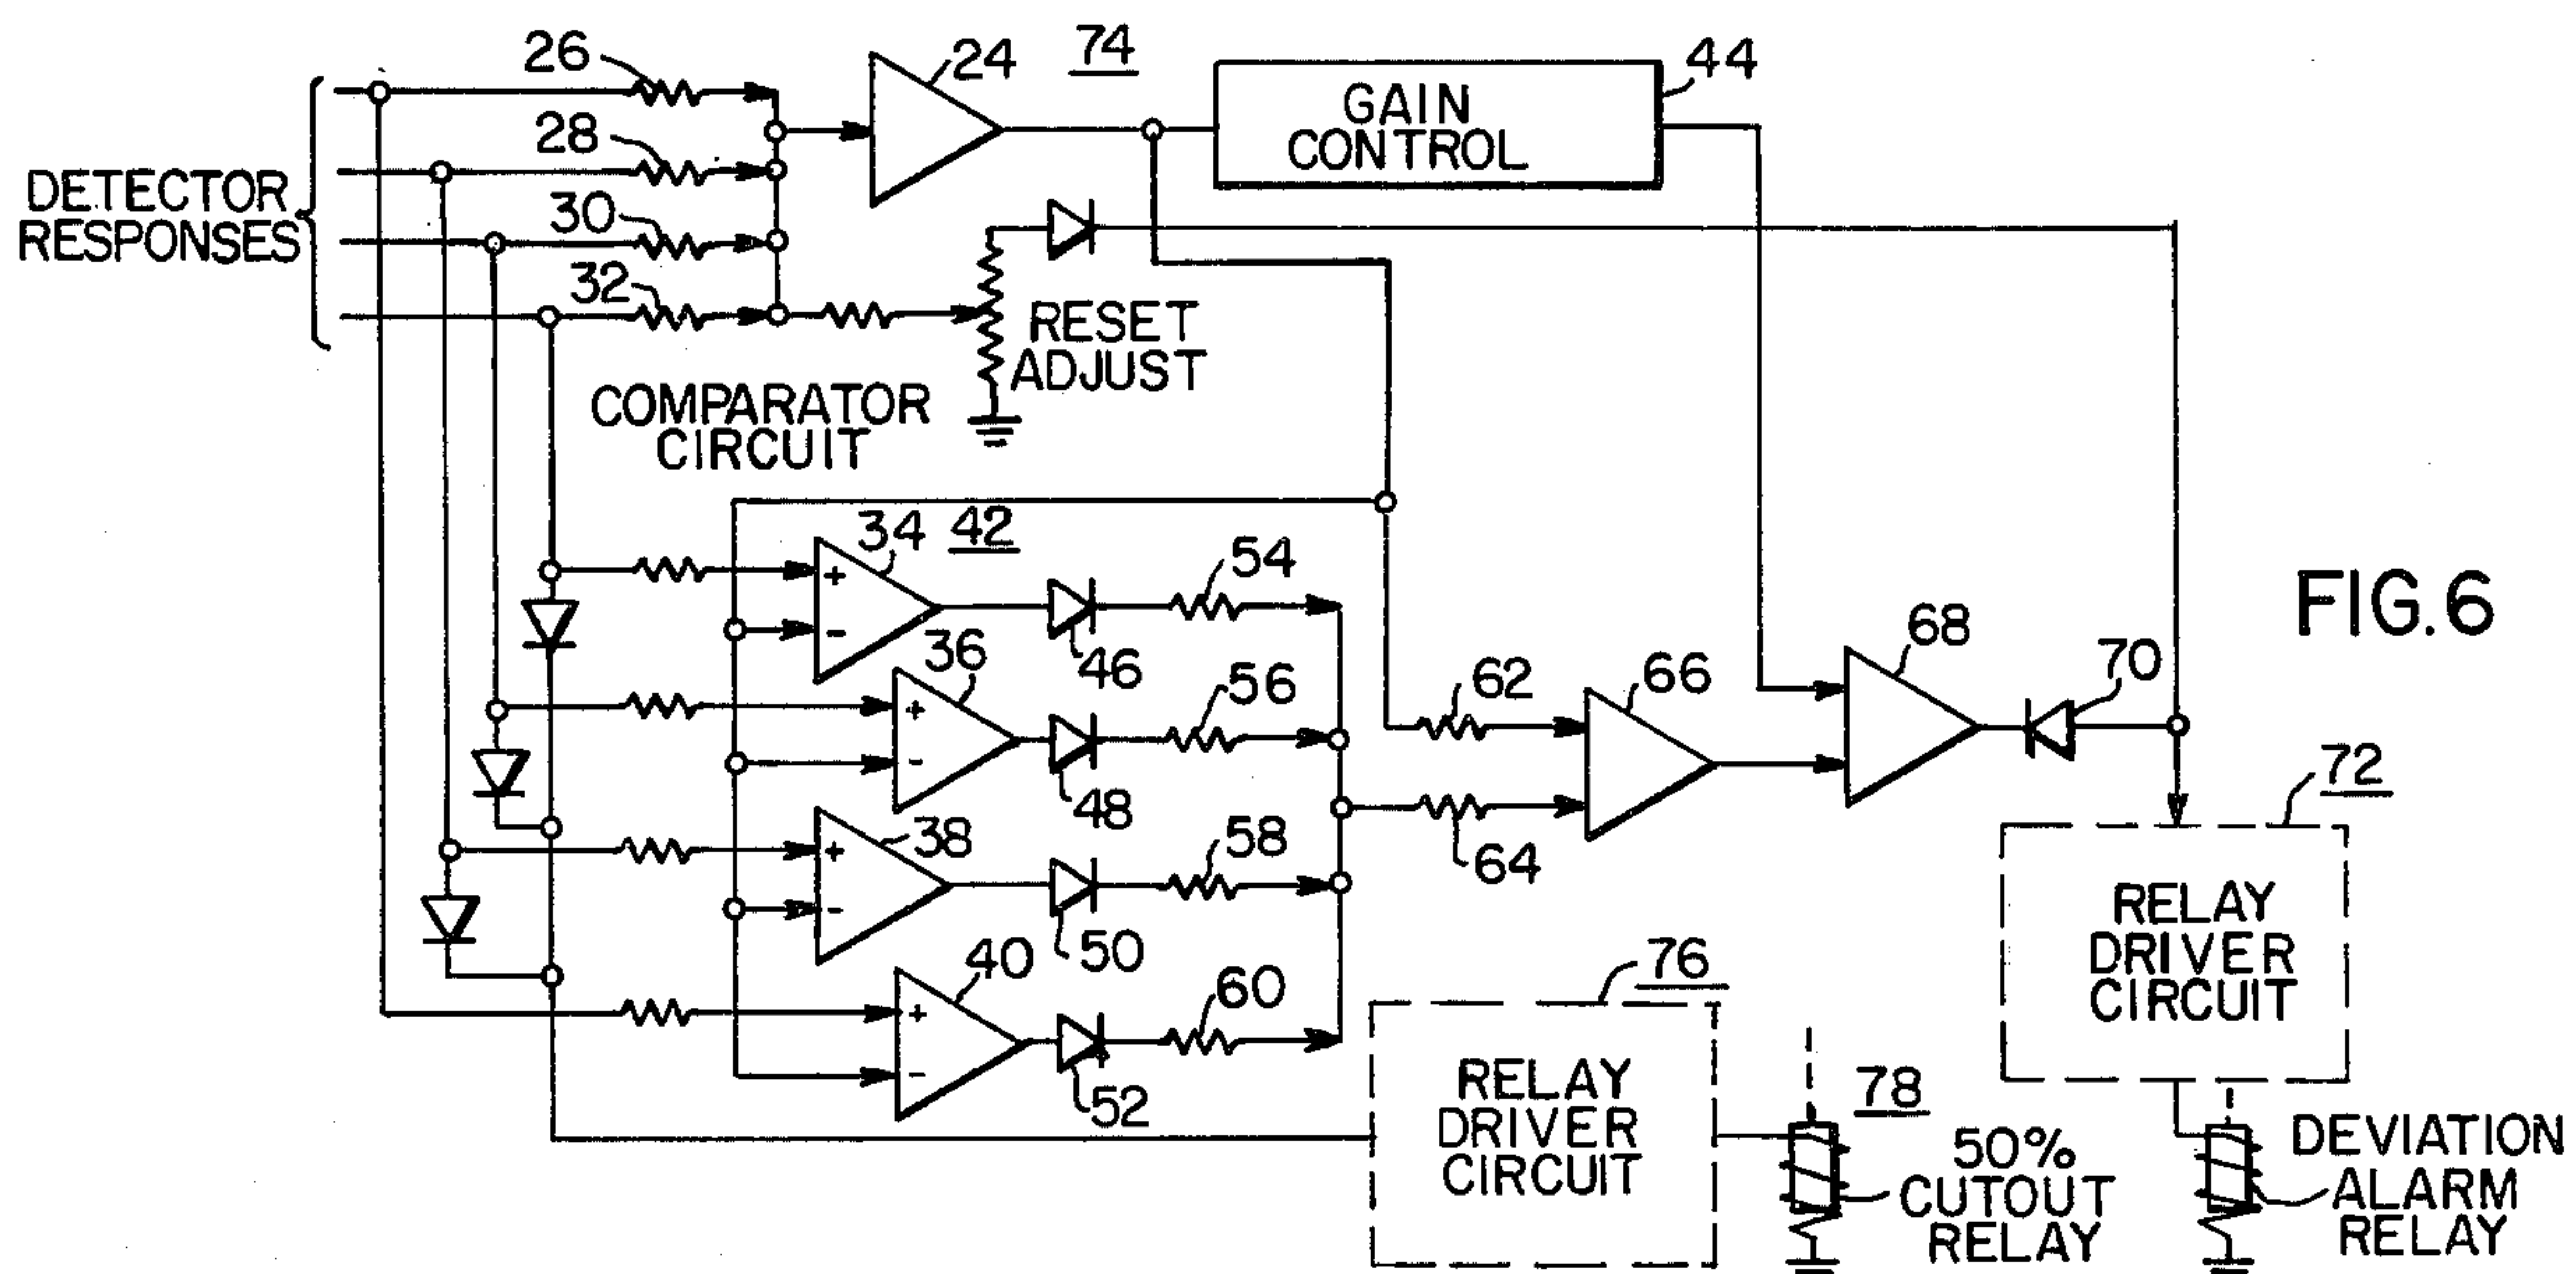 26
24
74
44
GAIN
CONTROL
28
DETECTOR
RESPONSES
30
32
RESET
ADJUST
COMPARATOR
CIRCUIT
34
42
+
-
54
46
36
+
-
56
48
62
66
68
70
FIG.6
72
38
+
-
58
50
64
RELAY
DRIVER
CIRCUIT
40
+
-
60
52
76
RELAY
DRIVER
CIRCUIT
78
50%
CUTOUT
RELAY
DEVIATION
ALARM
RELAY